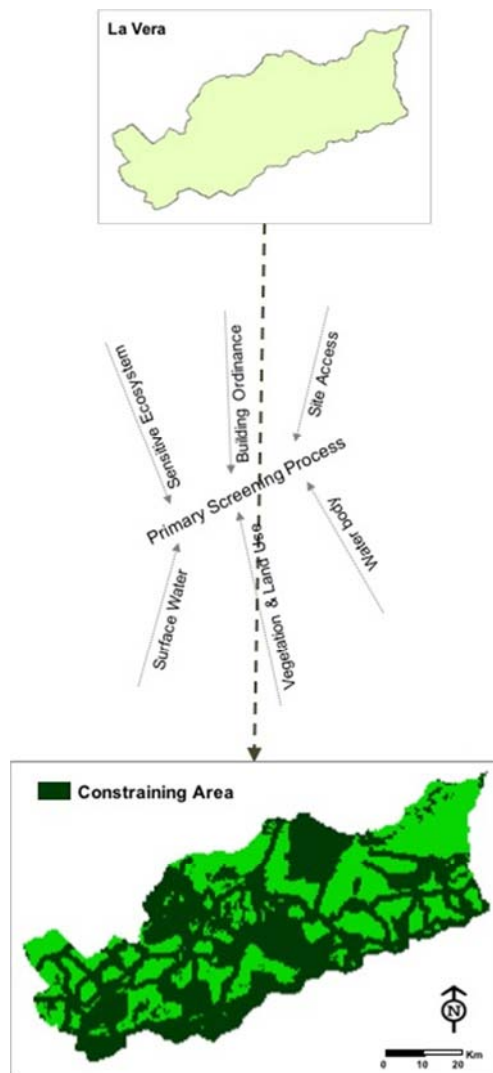 La Vera
Sensitive Ecosystem
Building Ordinance
Site Access
Primary Screening Process
Surface Water
Vegetation & Land Use
Water body
Constraining Area
N
0 10 20 Km